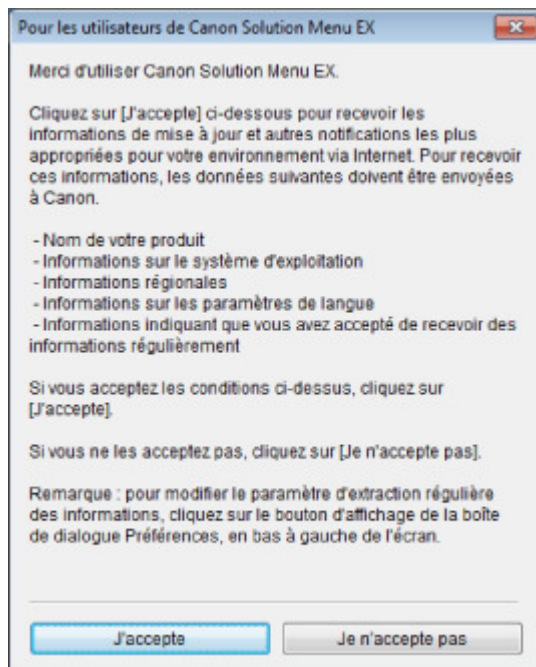 Pour les utilisateurs de Canon Solution Menu EX
Merci d'utiliser Canon Solution Menu EX.
Cliquez sur [J'accepte] ci-dessous pour recevoir les
informations de mise à jour et autres notifications les plus
appropriées pour votre environnement via Internet. Pour recevoir
ces informations, les données suivantes doivent être envoyées
à Canon.
- Nom de votre produit
- Informations sur le système d'exploitation
- Informations régionales
- Informations sur les paramètres de langue
- Informations indiquant que vous avez accepté de recevoir des
informations régulièrement
Si vous acceptez les conditions ci-dessus, cliquez sur
[J'accepte].
Si vous ne les acceptez pas, cliquez sur [Je n'accepte pas].
Remarque : pour modifier le paramètre d'extraction régulière
des informations, cliquez sur le bouton d'affichage de la boîte
de dialogue Préférences, en bas à gauche de l'écran.
J'accepte
Je n'accepte pas